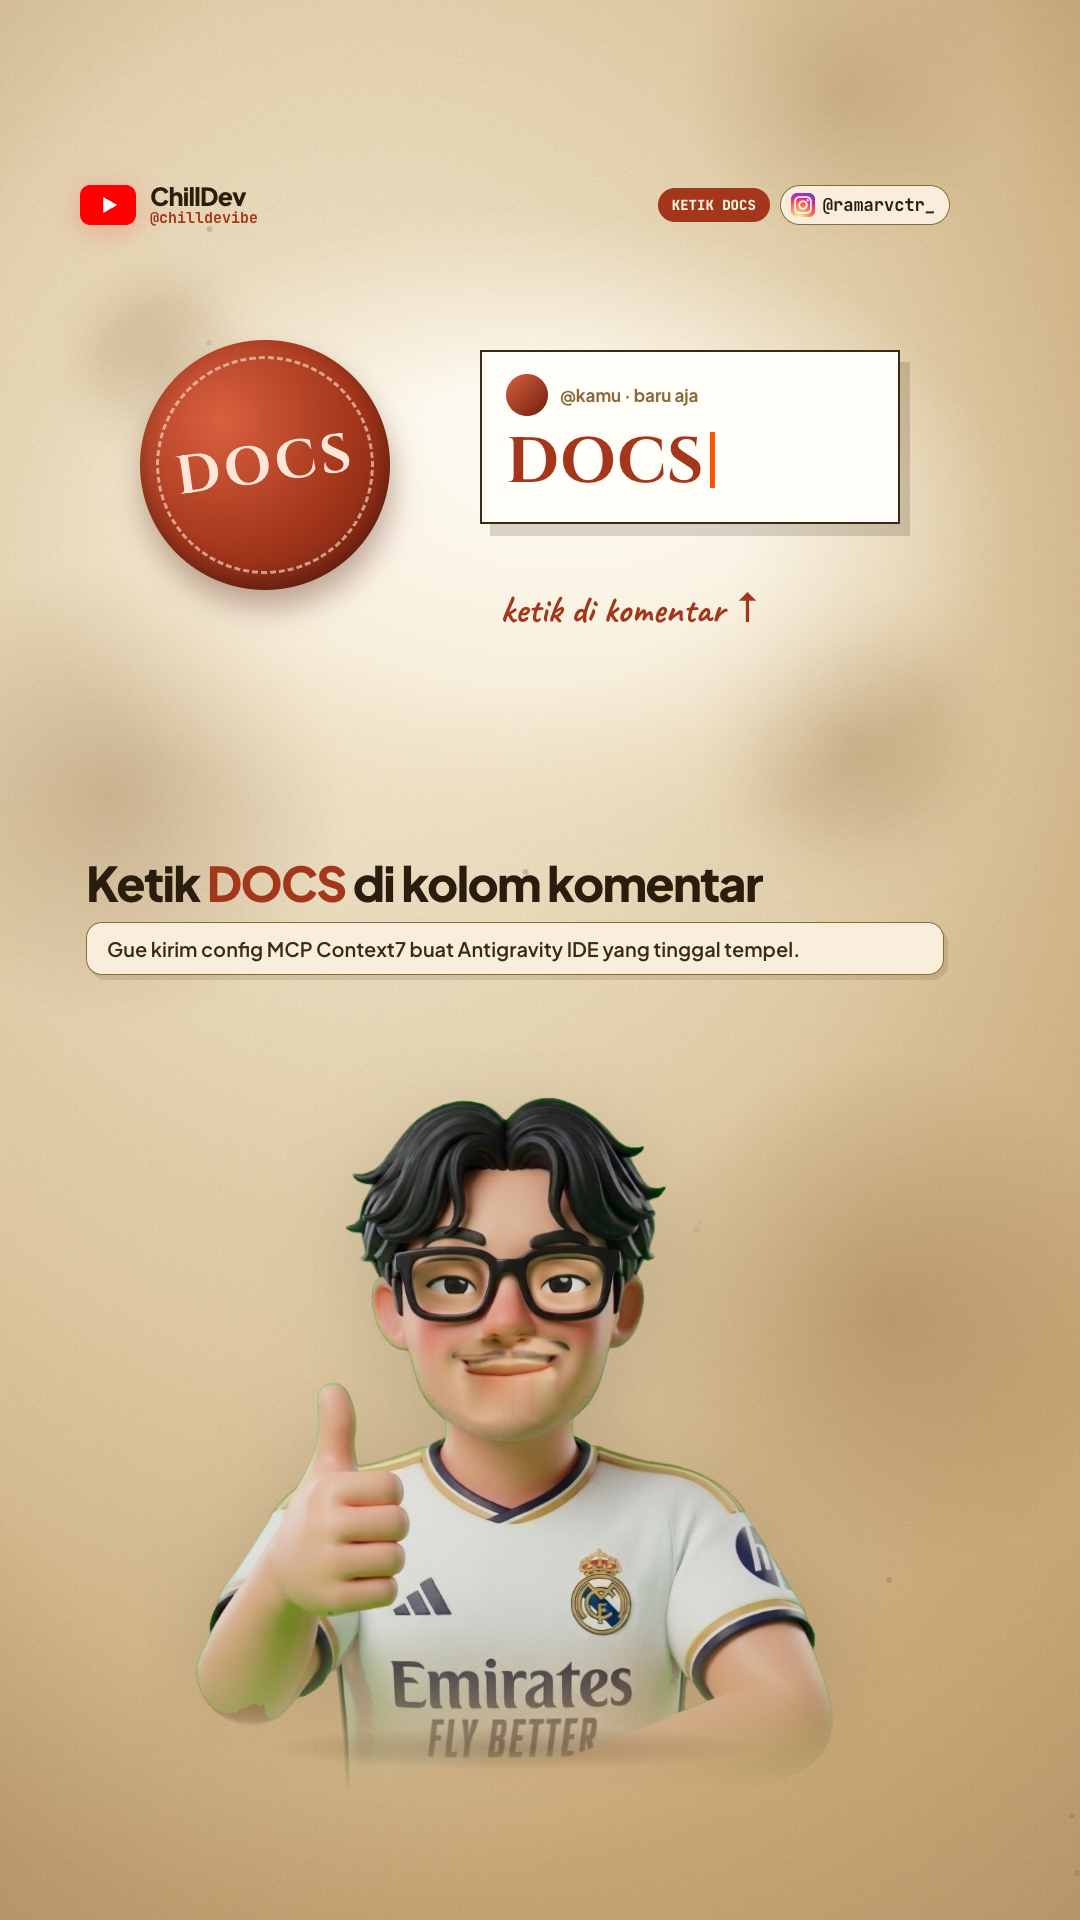 ChillDev
@chilldevibe
KETIK DOCS
@ramarvctr_
DOCS
@kamu · baru aja
DOCS
ketik di komentar ↑
Ketik DOCS di kolom komentar
Gue kirim config MCP Context7 buat Antigravity IDE yang tinggal tempel.
hp
Emirates
FLY BETTER